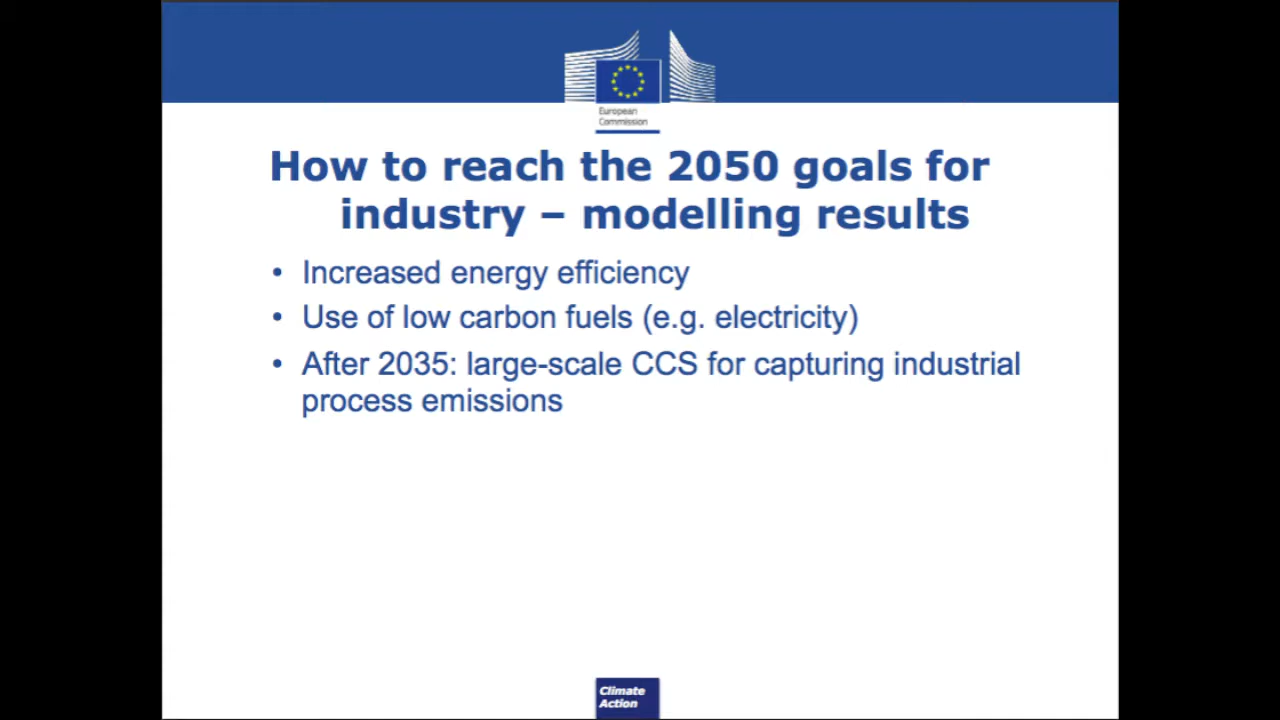 European
Commission
How to reach the 2050 goals for
industry – modelling results
• Increased energy efficiency
• Use of low carbon fuels (e.g. electricity)
• After 2035: large-scale CCS for capturing industrial
process emissions
Climate
Action